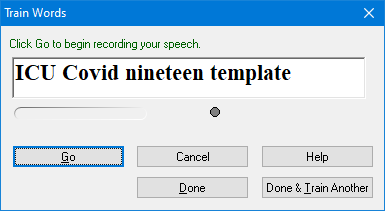 Train Words
Click Go to begin recording your speech.
ICU Covid nineteen template
Go Cancel Help
Done Done & Train Another